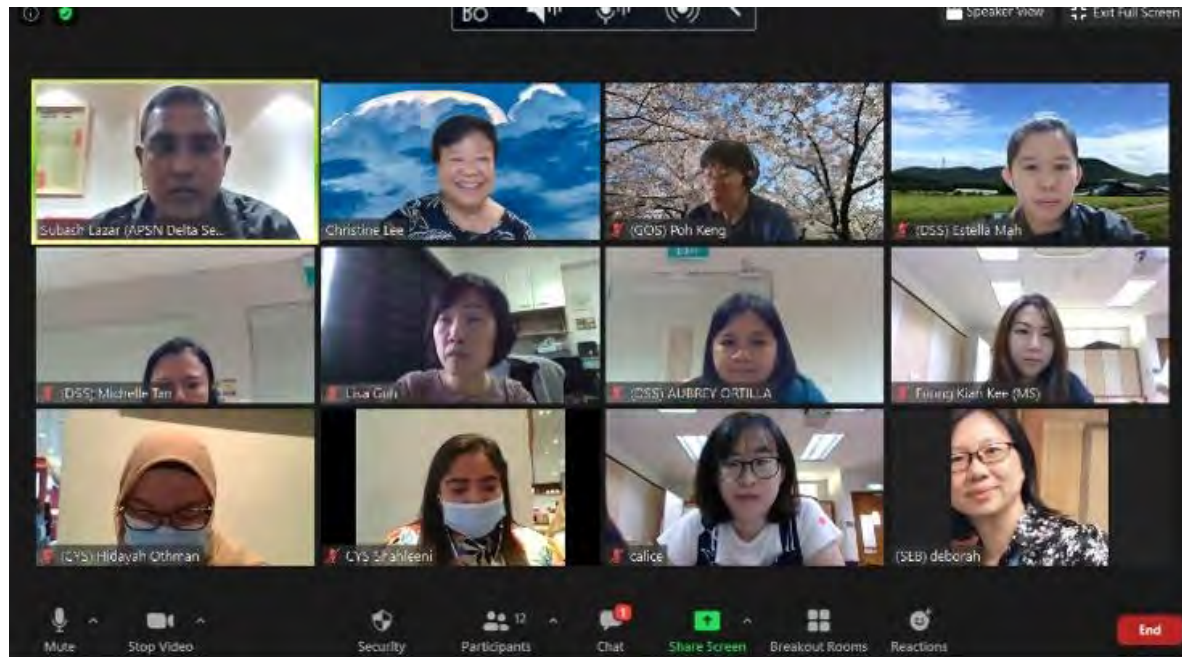 BO
Speaker View
Exit Full Screen
Subash Lazar (APSN Delta Se...
Christine Lee
(GOS) Poh Keng
(DSS) Estella Mah
(DSS) Michelle Tan
Lisa Goh
(DSS) AUBREY ORTILLA
Foong Kian Kee (MS)
(CYS) Hidayah Othman
CYS Shahleeni
calice
(SEB) deborah
12
1
Mute
Stop Video
Security
Participants
Chat
Share Screen
Breakout Rooms
Reactions
End